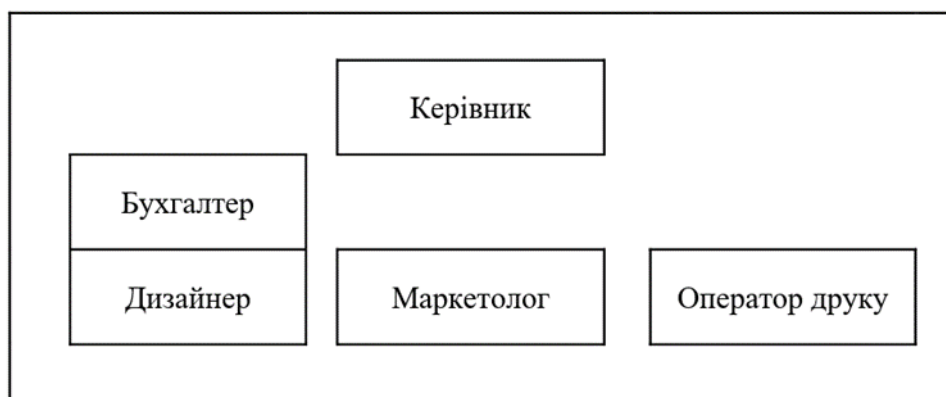 Керівник
Бухгалтер
Дизайнер
Маркетолог
Оператор друку